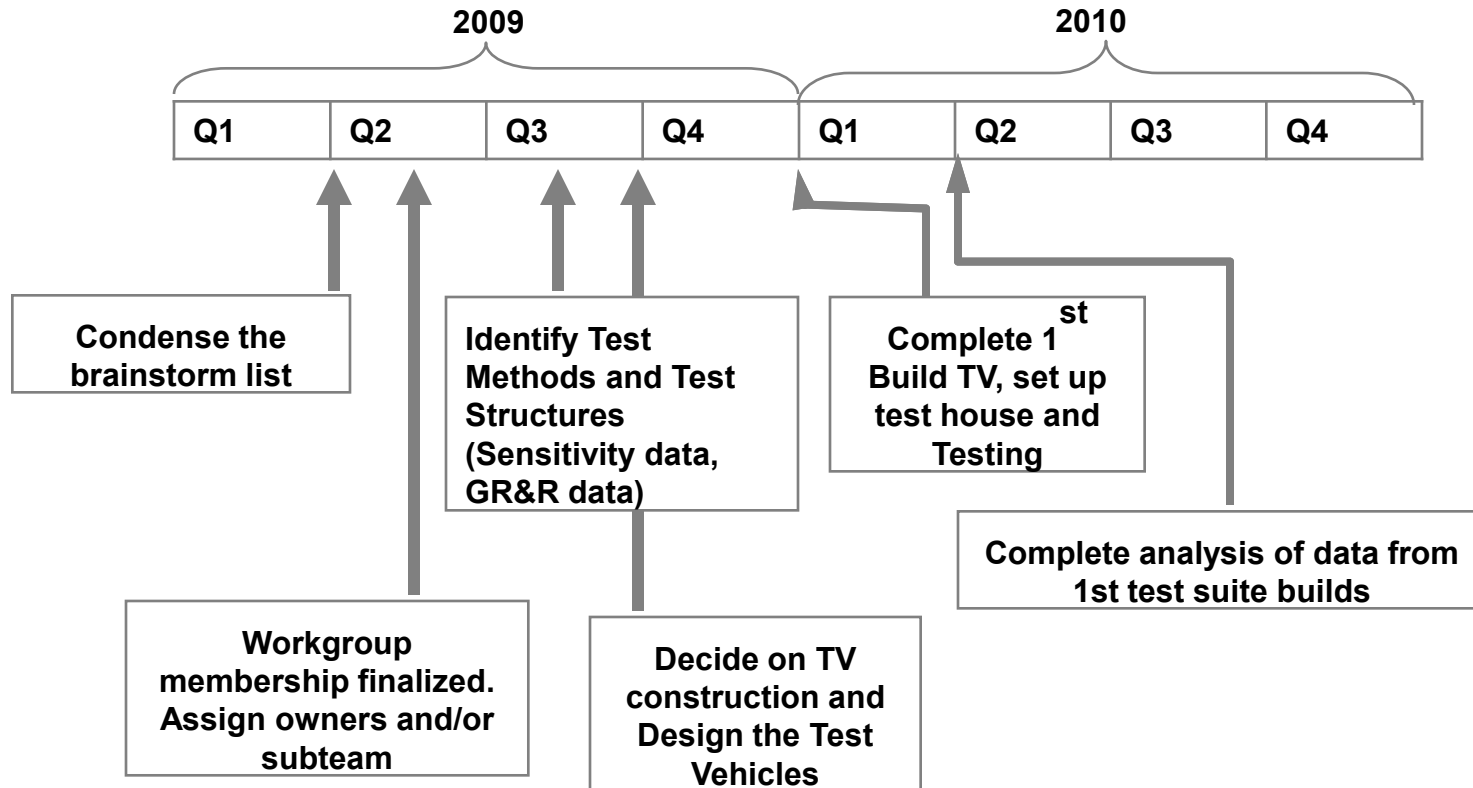 2009
2010
Q1 Q2 Q3 Q4 Q1 Q2 Q3 Q4
Condense the
brainstorm list
Identify Test
Methods and Test
Structures
(Sensitivity data,
GR&R data)
Complete 1st
Build TV, set up
test house and
Testing
Complete analysis of data from
1st test suite builds
Workgroup
membership finalized.
Assign owners and/or
subteam
Decide on TV
construction and
Design the Test
Vehicles